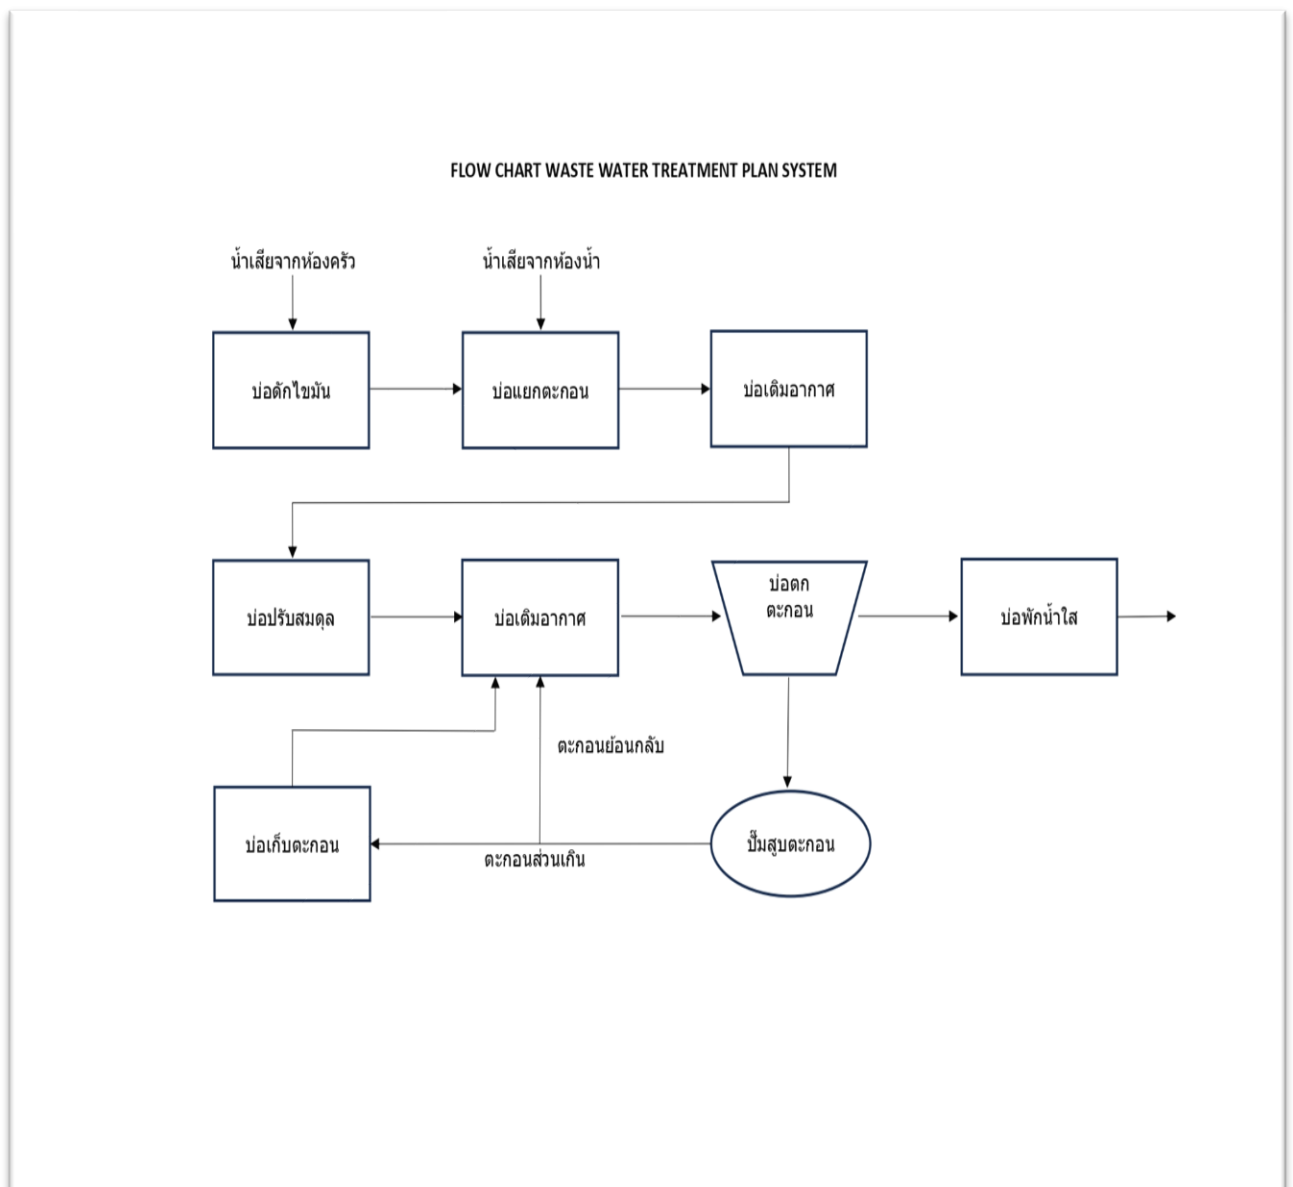 FLOW CHART WASTE WATER TREATMENT PLAN SYSTEM
น้ำเสียจากห้องครัว
น้ำเสียจากห้องน้ำ
บ่อดักไขมัน
บ่อแยกตะกอน
บ่อเติมอากาศ
บ่อปรับสมดุล
บ่อเติมอากาศ
บ่อตก
ตะกอน
บ่อพักน้ำใส
ตะกอนย้อนกลับ
บ่อเก็บตะกอน
ตะกอนส่วนเกิน
ปั๊มสูบตะกอน